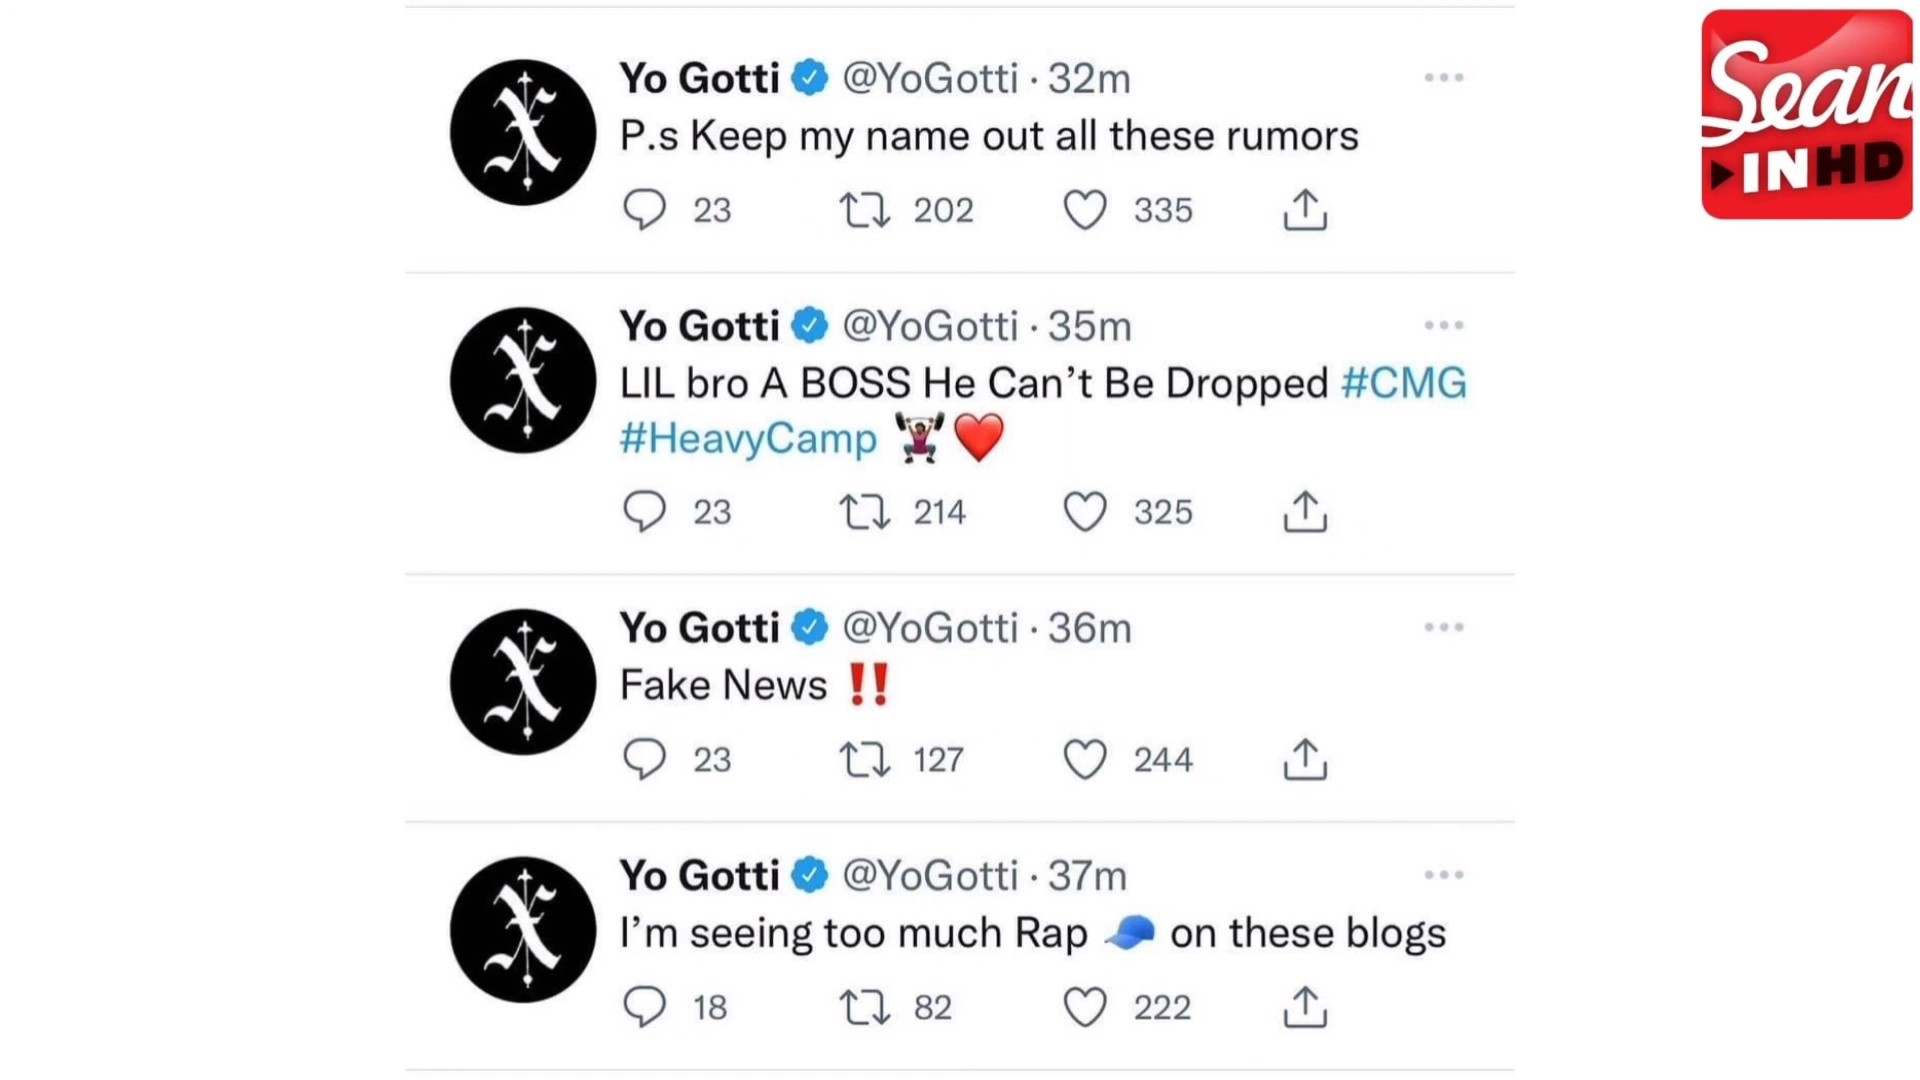 Yo Gotti @YoGotti · 32m
P.s Keep my name out all these rumors
23 202 335
Yo Gotti @YoGotti · 35m
LIL bro A BOSS He Can’t Be Dropped #CMG
#HeavyCamp 🏋🏾‍♀️❤️
23 214 325
Yo Gotti @YoGotti · 36m
Fake News ‼️
23 127 244
Yo Gotti @YoGotti · 37m
I’m seeing too much Rap 🧢 on these blogs
18 82 222
Sean
INHD